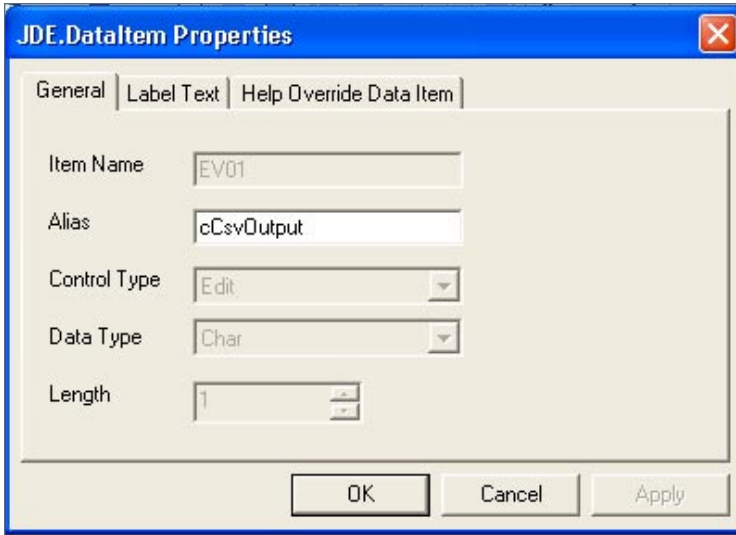 JDE.DataItem Properties
General Label Text Help Override Data Item
Item Name EV01
Alias cCsvOutput
Control Type Edit
Data Type Char
Length 1
OK Cancel Apply